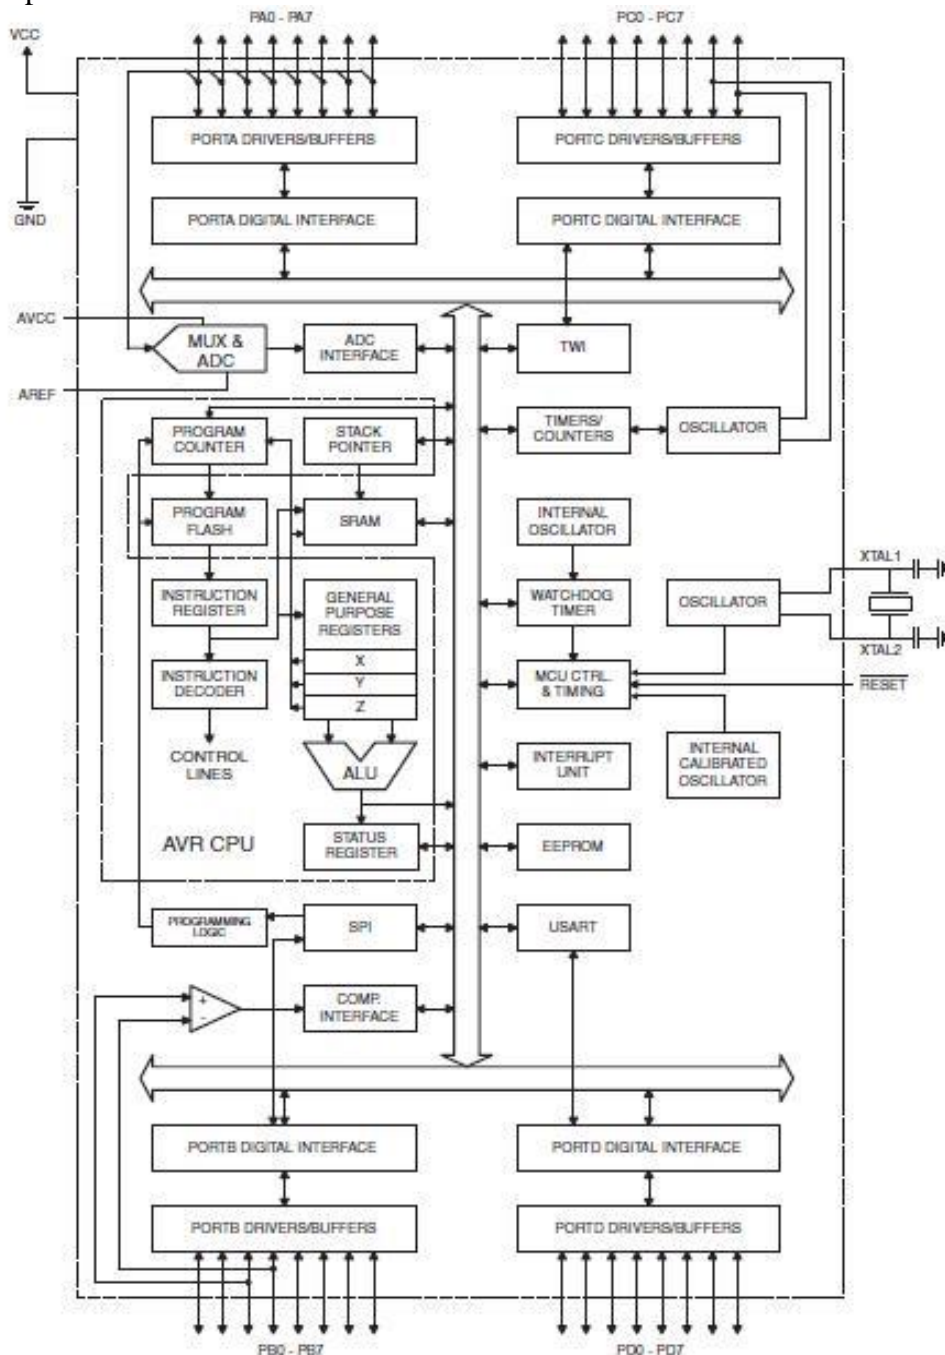 PA0 - PA7
PC0 - PC7
VCC
PORTA DRIVERS/BUFFERS
PORTC DRIVERS/BUFFERS
GND
PORTA DIGITAL INTERFACE
PORTC DIGITAL INTERFACE
AVCC
MUX &
ADC
ADC
INTERFACE
TWI
AREF
PROGRAM
COUNTER
STACK
POINTER
TIMERS/
COUNTERS
OSCILLATOR
PROGRAM
FLASH
SRAM
INTERNAL
OSCILLATOR
XTAL1
INSTRUCTION
REGISTER
GENERAL
PURPOSE
REGISTERS
WATCHDOG
TIMER
OSCILLATOR
XTAL2
X
INSTRUCTION
DECODER
Y
MCU CTRL.
& TIMING
RESET
Z
CONTROL
LINES
ALU
INTERRUPT
UNIT
INTERNAL
CALIBRATED
OSCILLATOR
AVR CPU
STATUS
REGISTER
EEPROM
PROGRAMMING
LOGIC
SPI
USART
+
-
COMP.
INTERFACE
PORTB DIGITAL INTERFACE
PORTD DIGITAL INTERFACE
PORTB DRIVERS/BUFFERS
PORTD DRIVERS/BUFFERS
PB0 - PB7
PD0 - PD7